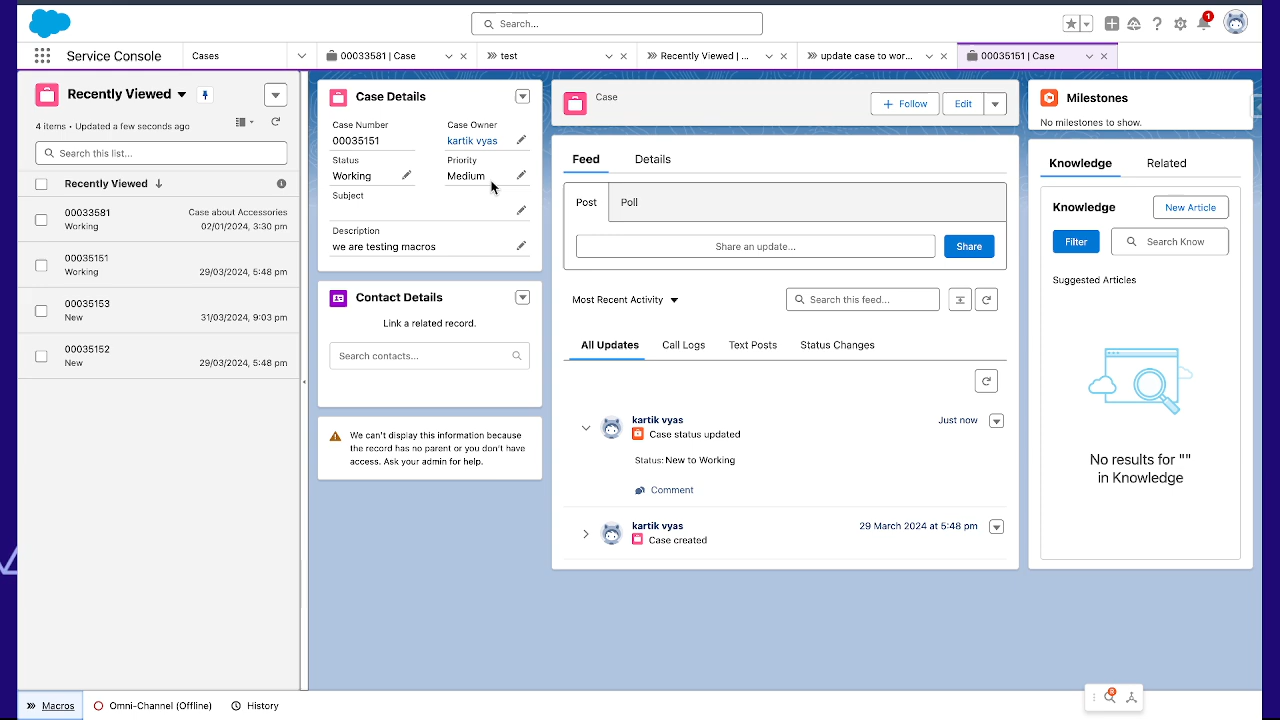 Search...
1
Service Console
Cases
00033581 | Case
test
Recently Viewed | ...
update case to wor...
00035151 | Case
Recently Viewed
4 items • Updated a few seconds ago
Search this list...
Recently Viewed
00033581
Case about Accessories
Working
02/01/2024, 3:30 pm
00035151
Working
29/03/2024, 5:48 pm
00035153
New
31/03/2024, 9:03 pm
00035152
New
29/03/2024, 5:48 pm
Case Details
Case Number
Case Owner
00035151
kartik vyas
Status
Priority
Working
Medium
Subject
Description
we are testing macros
Contact Details
Link a related record.
Search contacts...
We can't display this information because
the record has no parent or you don't have
access. Ask your admin for help.
Case
Follow
Edit
Feed
Details
Post
Poll
Share an update...
Share
Most Recent Activity
Search this feed...
All Updates
Call Logs
Text Posts
Status Changes
kartik vyas
Just now
Case status updated
Status: New to Working
Comment
kartik vyas
29 March 2024 at 5:48 pm
Case created
Milestones
No milestones to show.
Knowledge
Related
Knowledge
New Article
Filter
Search Know
Suggested Articles
No results for ""
in Knowledge
Macros
Omni-Channel (Offline)
History
8